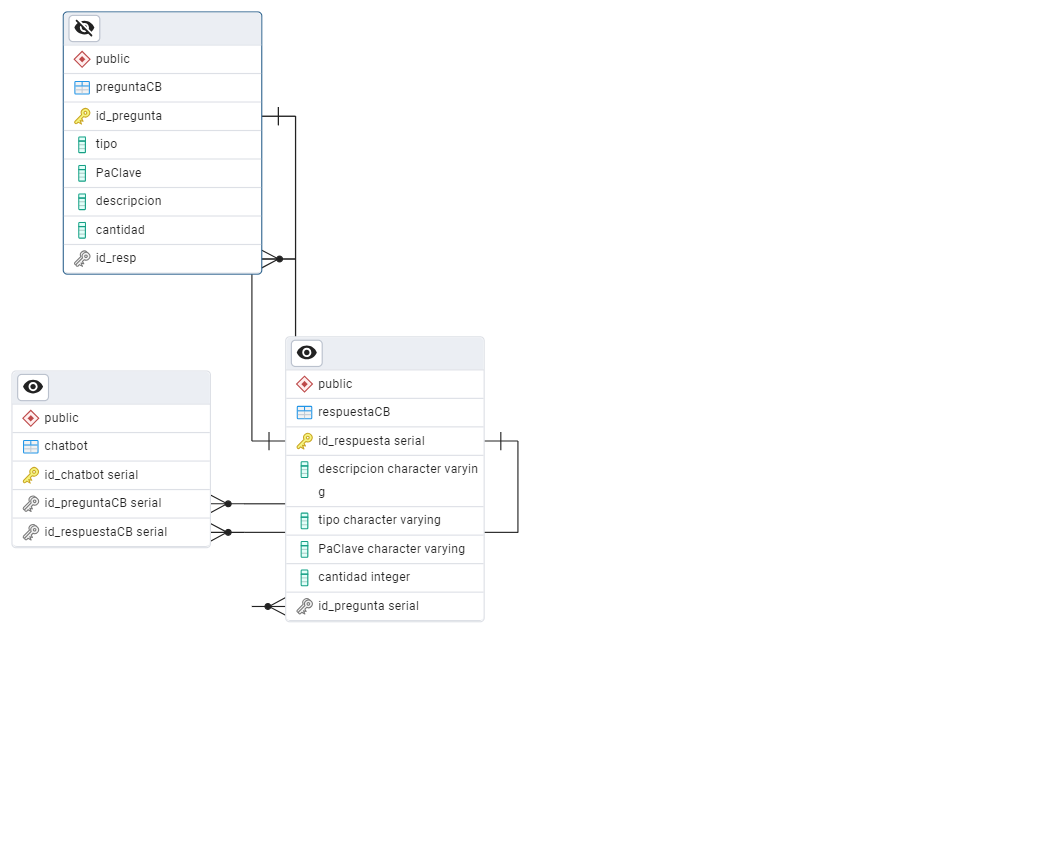 public
preguntaCB
id_pregunta
tipo
PaClave
descripcion
cantidad
id_resp
public
respuestaCB
id_respuesta serial
descripcion character varyin
g
tipo character varying
PaClave character varying
cantidad integer
id_pregunta serial
public
chatbot
id_chatbot serial
id_preguntaCB serial
id_respuestaCB serial